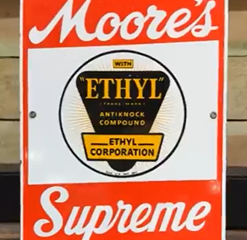 Moore's
WITH
"ETHYL"
TRADE MARK
ANTIKNOCK
COMPOUND
ETHYL
CORPORATION
Supreme